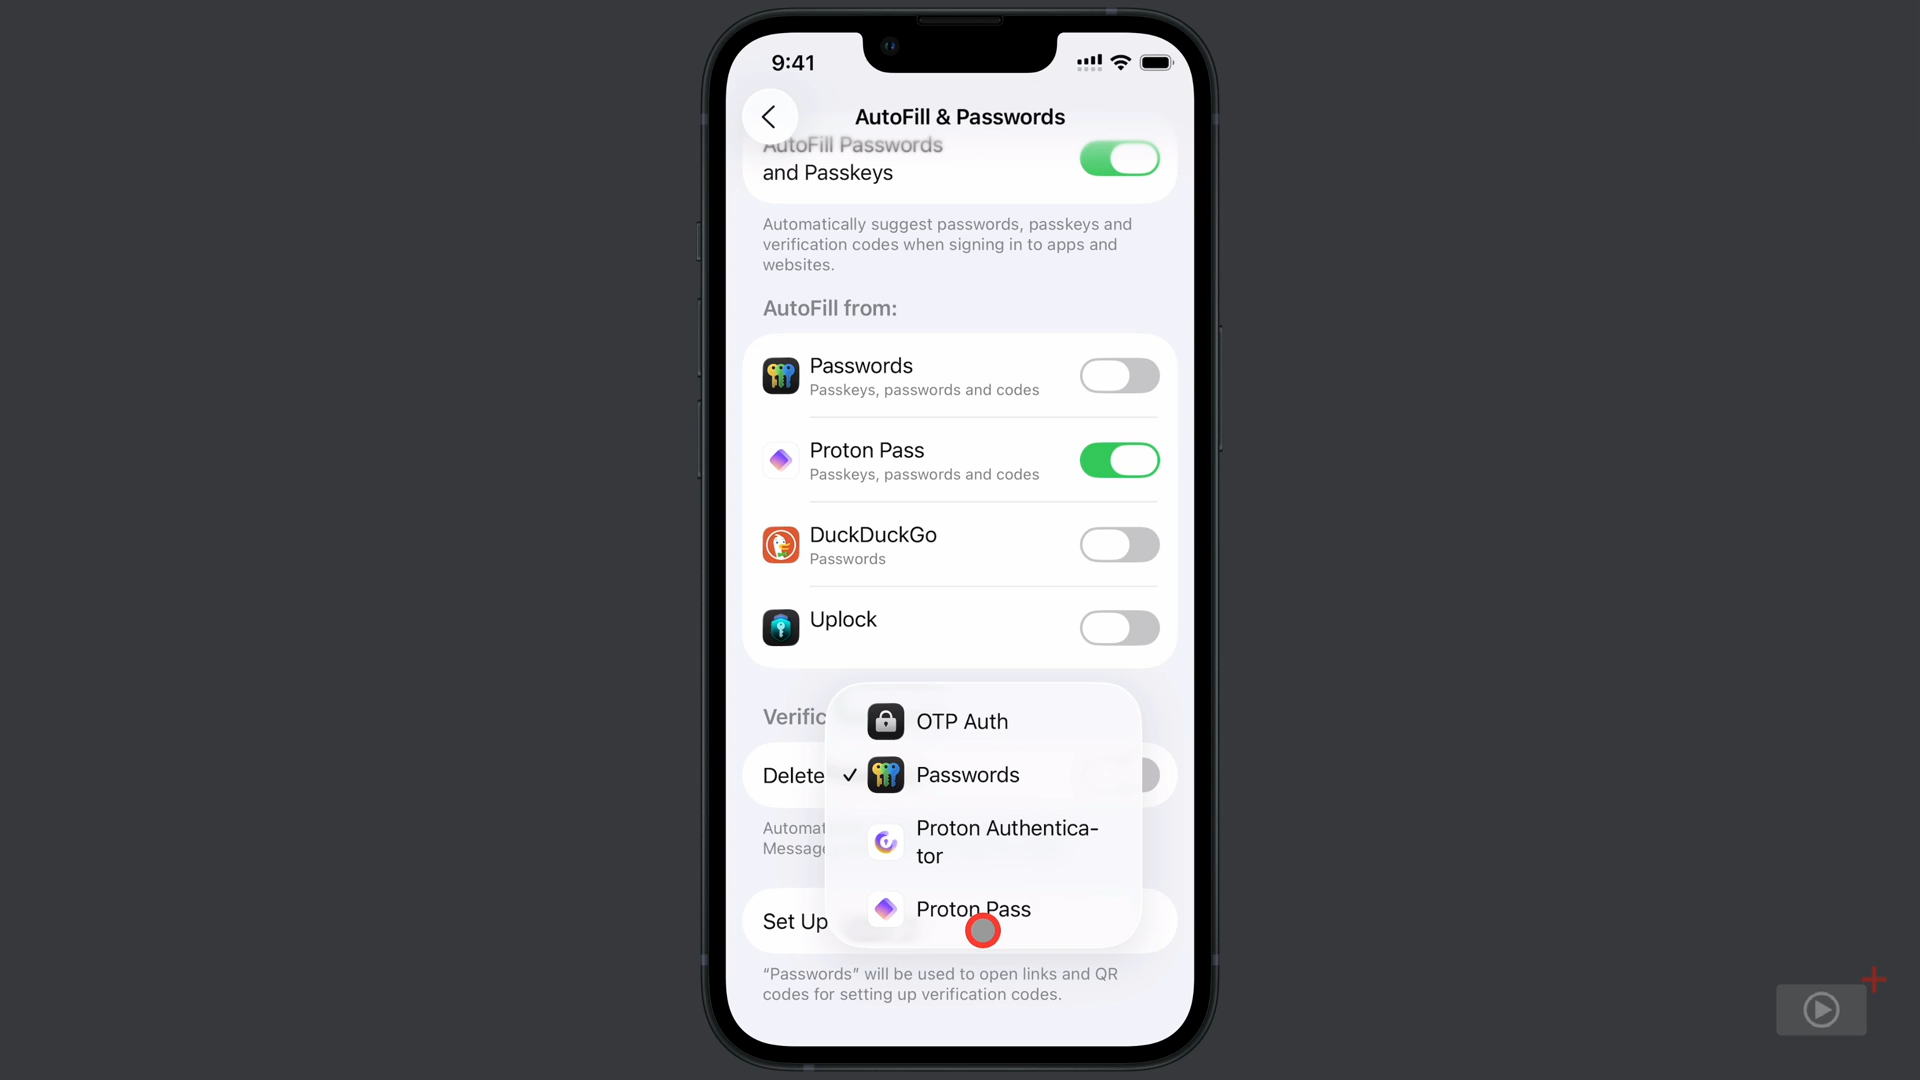 9:41
AutoFill & Passwords
AutoFill Passwords
and Passkeys
Automatically suggest passwords, passkeys and
verification codes when signing in to apps and
websites.
AutoFill from:
Passwords
Passkeys, passwords and codes
Proton Pass
Passkeys, passwords and codes
DuckDuckGo
Passwords
Uplock
Verific
OTP Auth
Delete
Passwords
Automat
Message
Proton Authentica-
tor
Set Up
Proton Pass
“Passwords” will be used to open links and QR
codes for setting up verification codes.